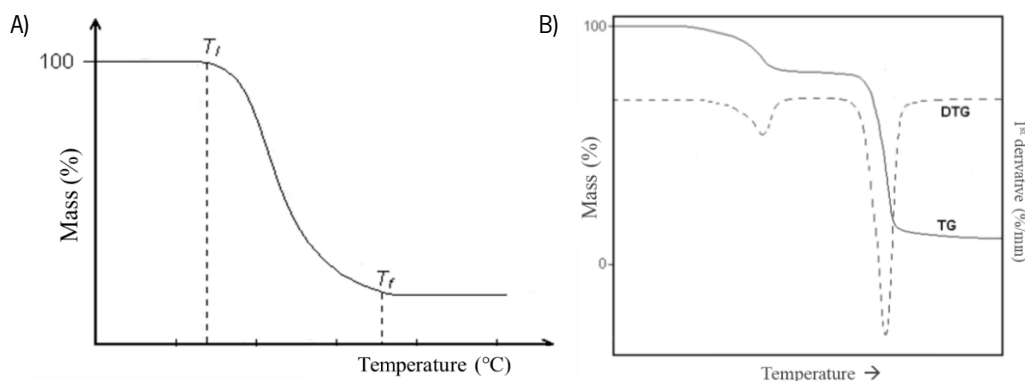 A)
100
Ti
Tf
Mass (%)
Temperature (°C)
B)
100
0
Mass (%)
DTG
TG
1st derivative (%/min)
Temperature →